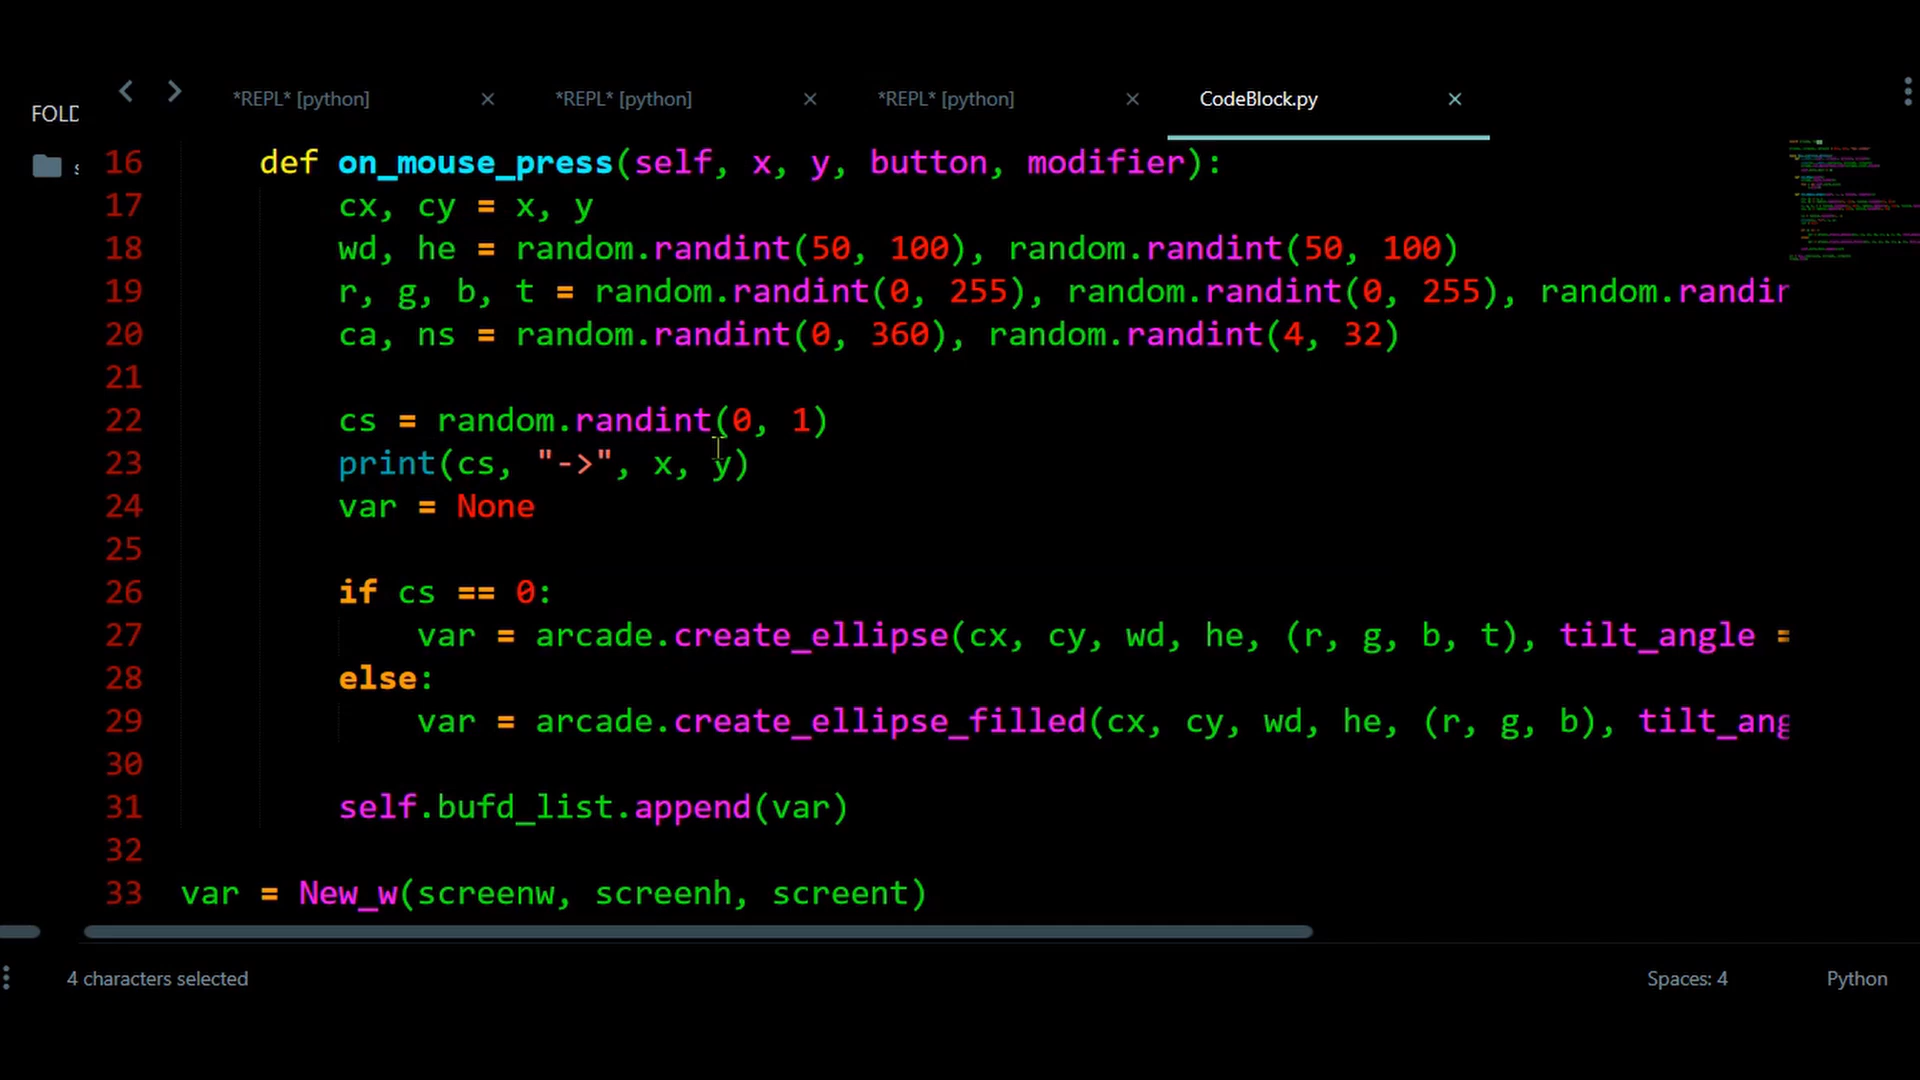 FOLD
*REPL* [python] *REPL* [python] *REPL* [python] CodeBlock.py
16 def on_mouse_press(self, x, y, button, modifier):
17 cx, cy = x, y
18 wd, he = random.randint(50, 100), random.randint(50, 100)
19 r, g, b, t = random.randint(0, 255), random.randint(0, 255), random.randin
20 ca, ns = random.randint(0, 360), random.randint(4, 32)
21
22 cs = random.randint(0, 1)
23 print(cs, "->", x, y)
24 var = None
25
26 if cs == 0:
27 var = arcade.create_ellipse(cx, cy, wd, he, (r, g, b, t), tilt_angle =
28 else:
29 var = arcade.create_ellipse_filled(cx, cy, wd, he, (r, g, b), tilt_ang
30
31 self.bufd_list.append(var)
32
33 var = New_w(screenw, screenh, screent)
4 characters selected Spaces: 4 Python